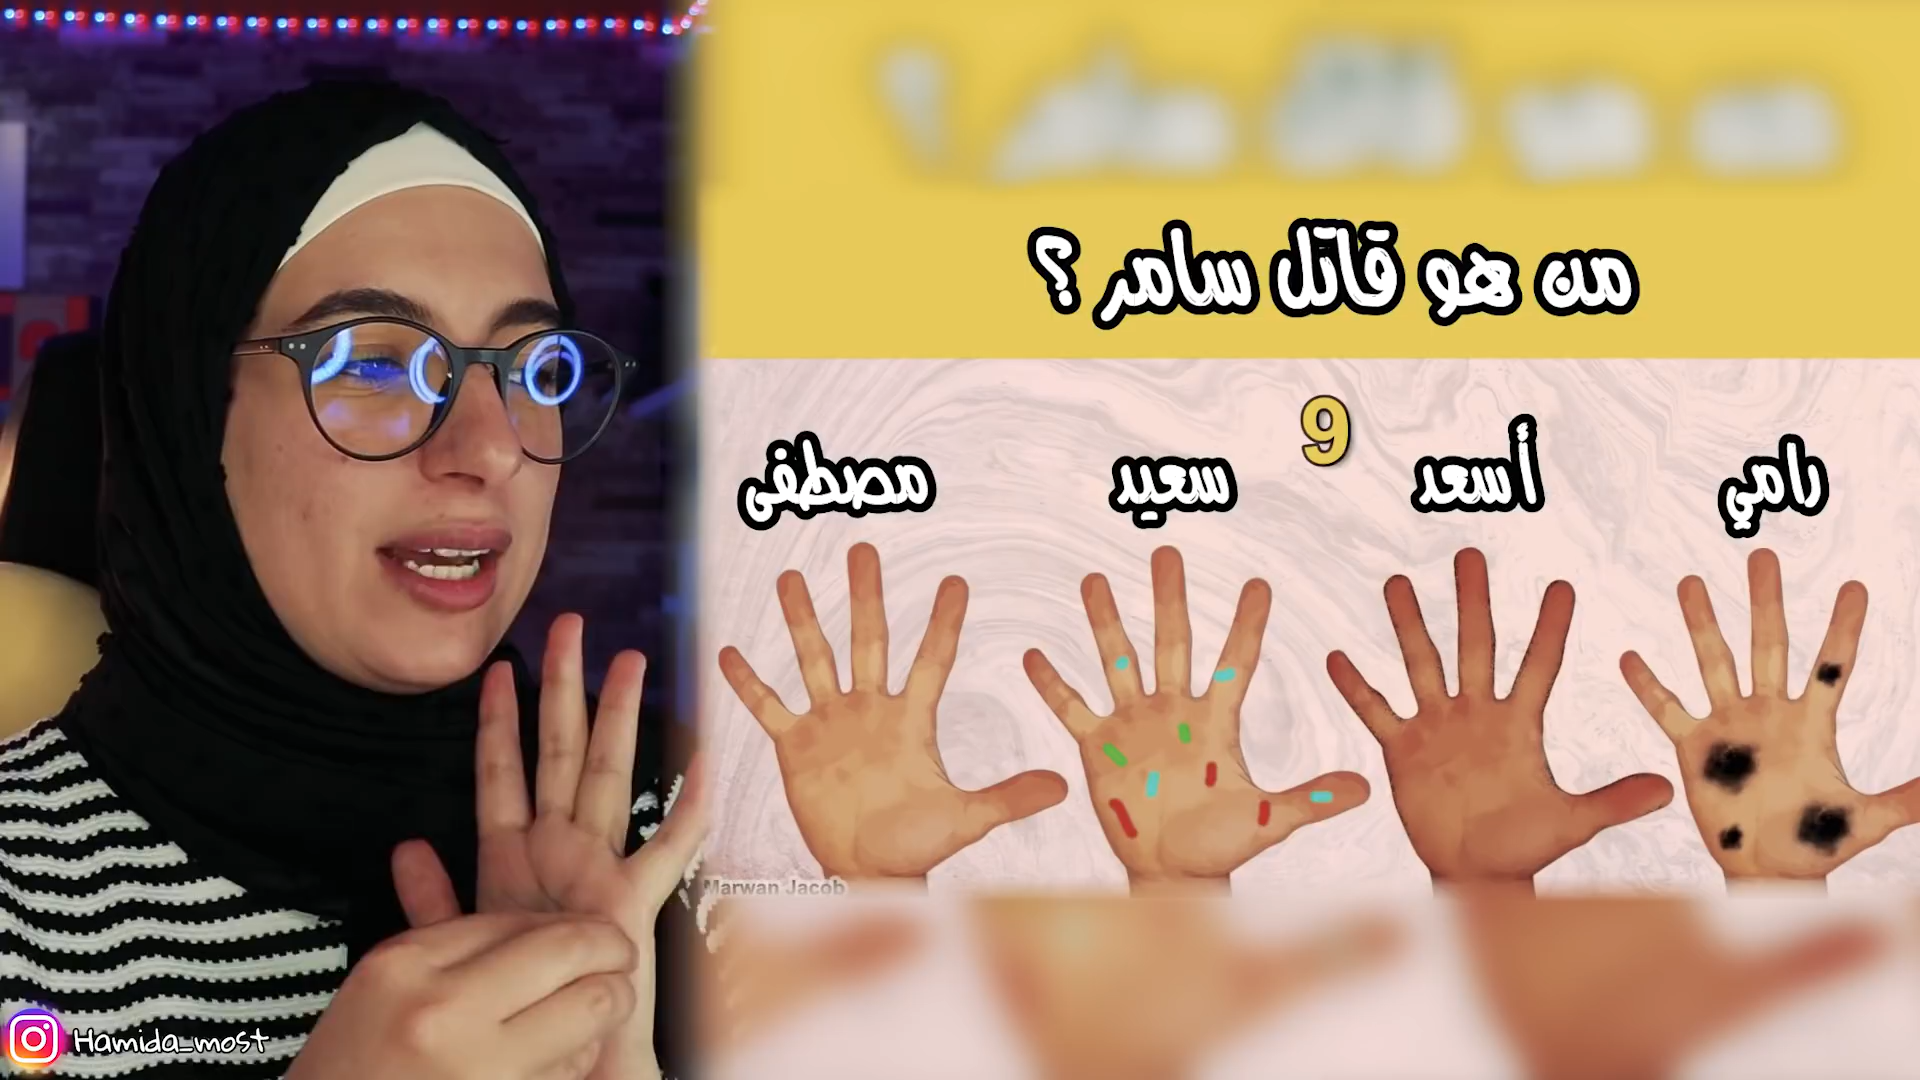 من هو قاتل سامر ؟
9
رامي
أسعد
سعيد
مصطفى
Marwan Jacob
Hamida_most